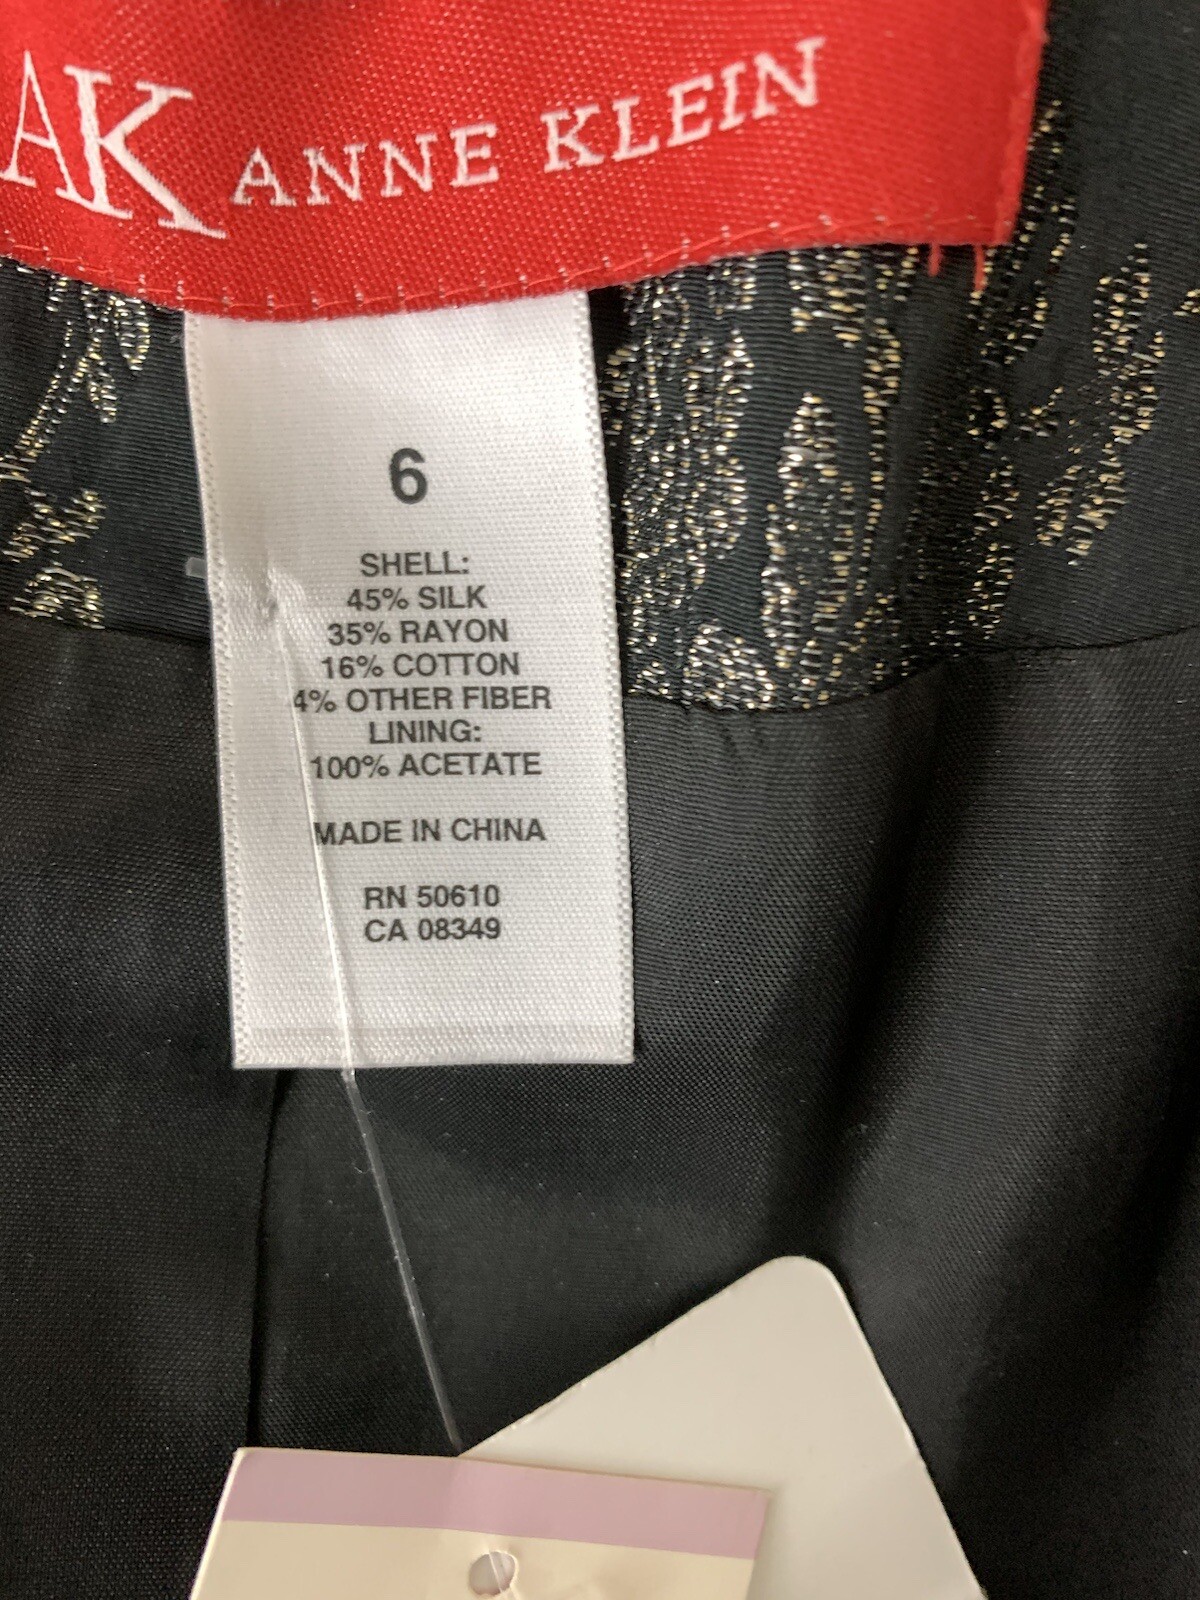 AK ANNE KLEIN
6
SHELL:
45% SILK
35% RAYON
16% COTTON
4% OTHER FIBER
LINING:
100% ACETATE
MADE IN CHINA
RN 50610
CA 08349